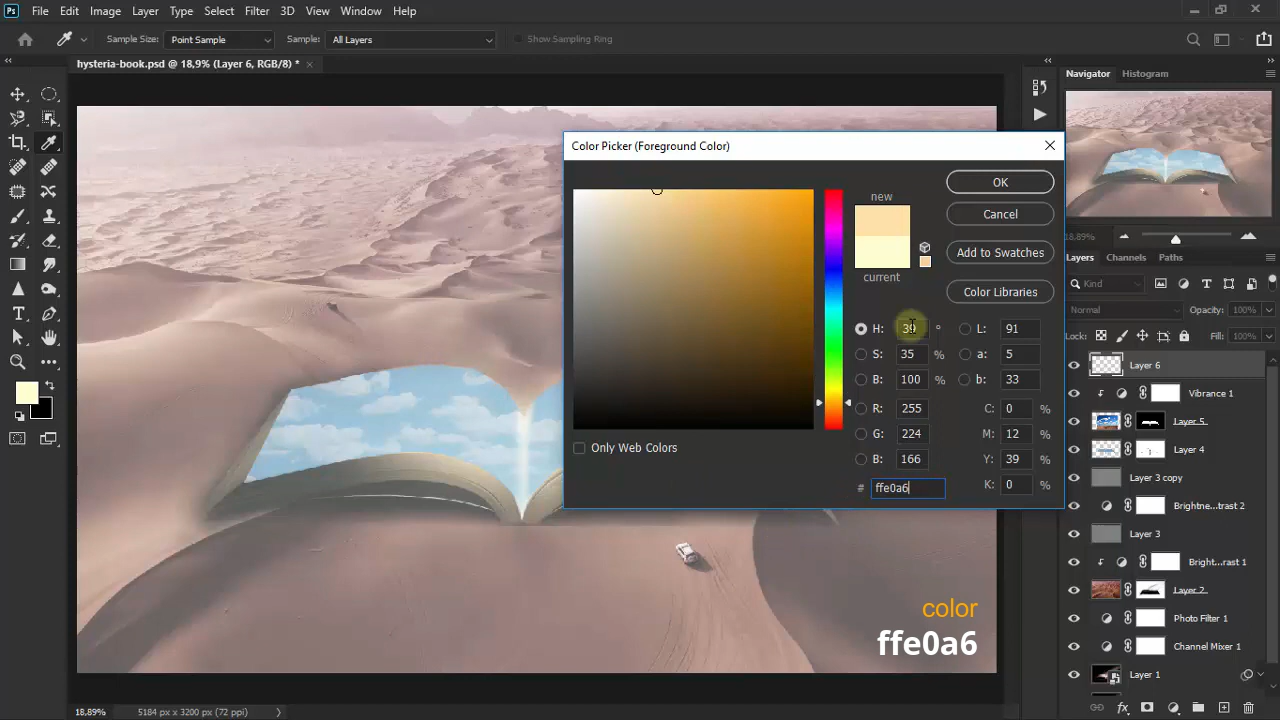 Ps File Edit Image Layer Type Select Filter 3D View Window Help
Sample Size: Point Sample Sample: All Layers Show Sampling Ring
hysteria-book.psd @ 18,9% (Layer 6, RGB/8) *
Navigator Histogram
Color Picker (Foreground Color)
OK
new
Cancel
Add to Swatches
current
Color Libraries
18,89%
Layers Channels Paths
Kind
Normal Opacity: 100%
Lock: Fill: 100%
H: 39 ° L: 91
S: 35 % a: 5
B: 100 % b: 33
R: 255 C: 0 %
G: 224 M: 12 %
B: 166 Y: 39 %
# ffe0a6 K: 0 %
Only Web Colors
Layer 6
Vibrance 1
Layer 5
Layer 4
Layer 3 copy
Brightne...trast 2
Layer 3
Bright...rast 1
Layer 2
Photo Filter 1
Channel Mixer 1
Layer 1
color
ffe0a6
18,89% 5184 px x 3200 px (72 ppi)